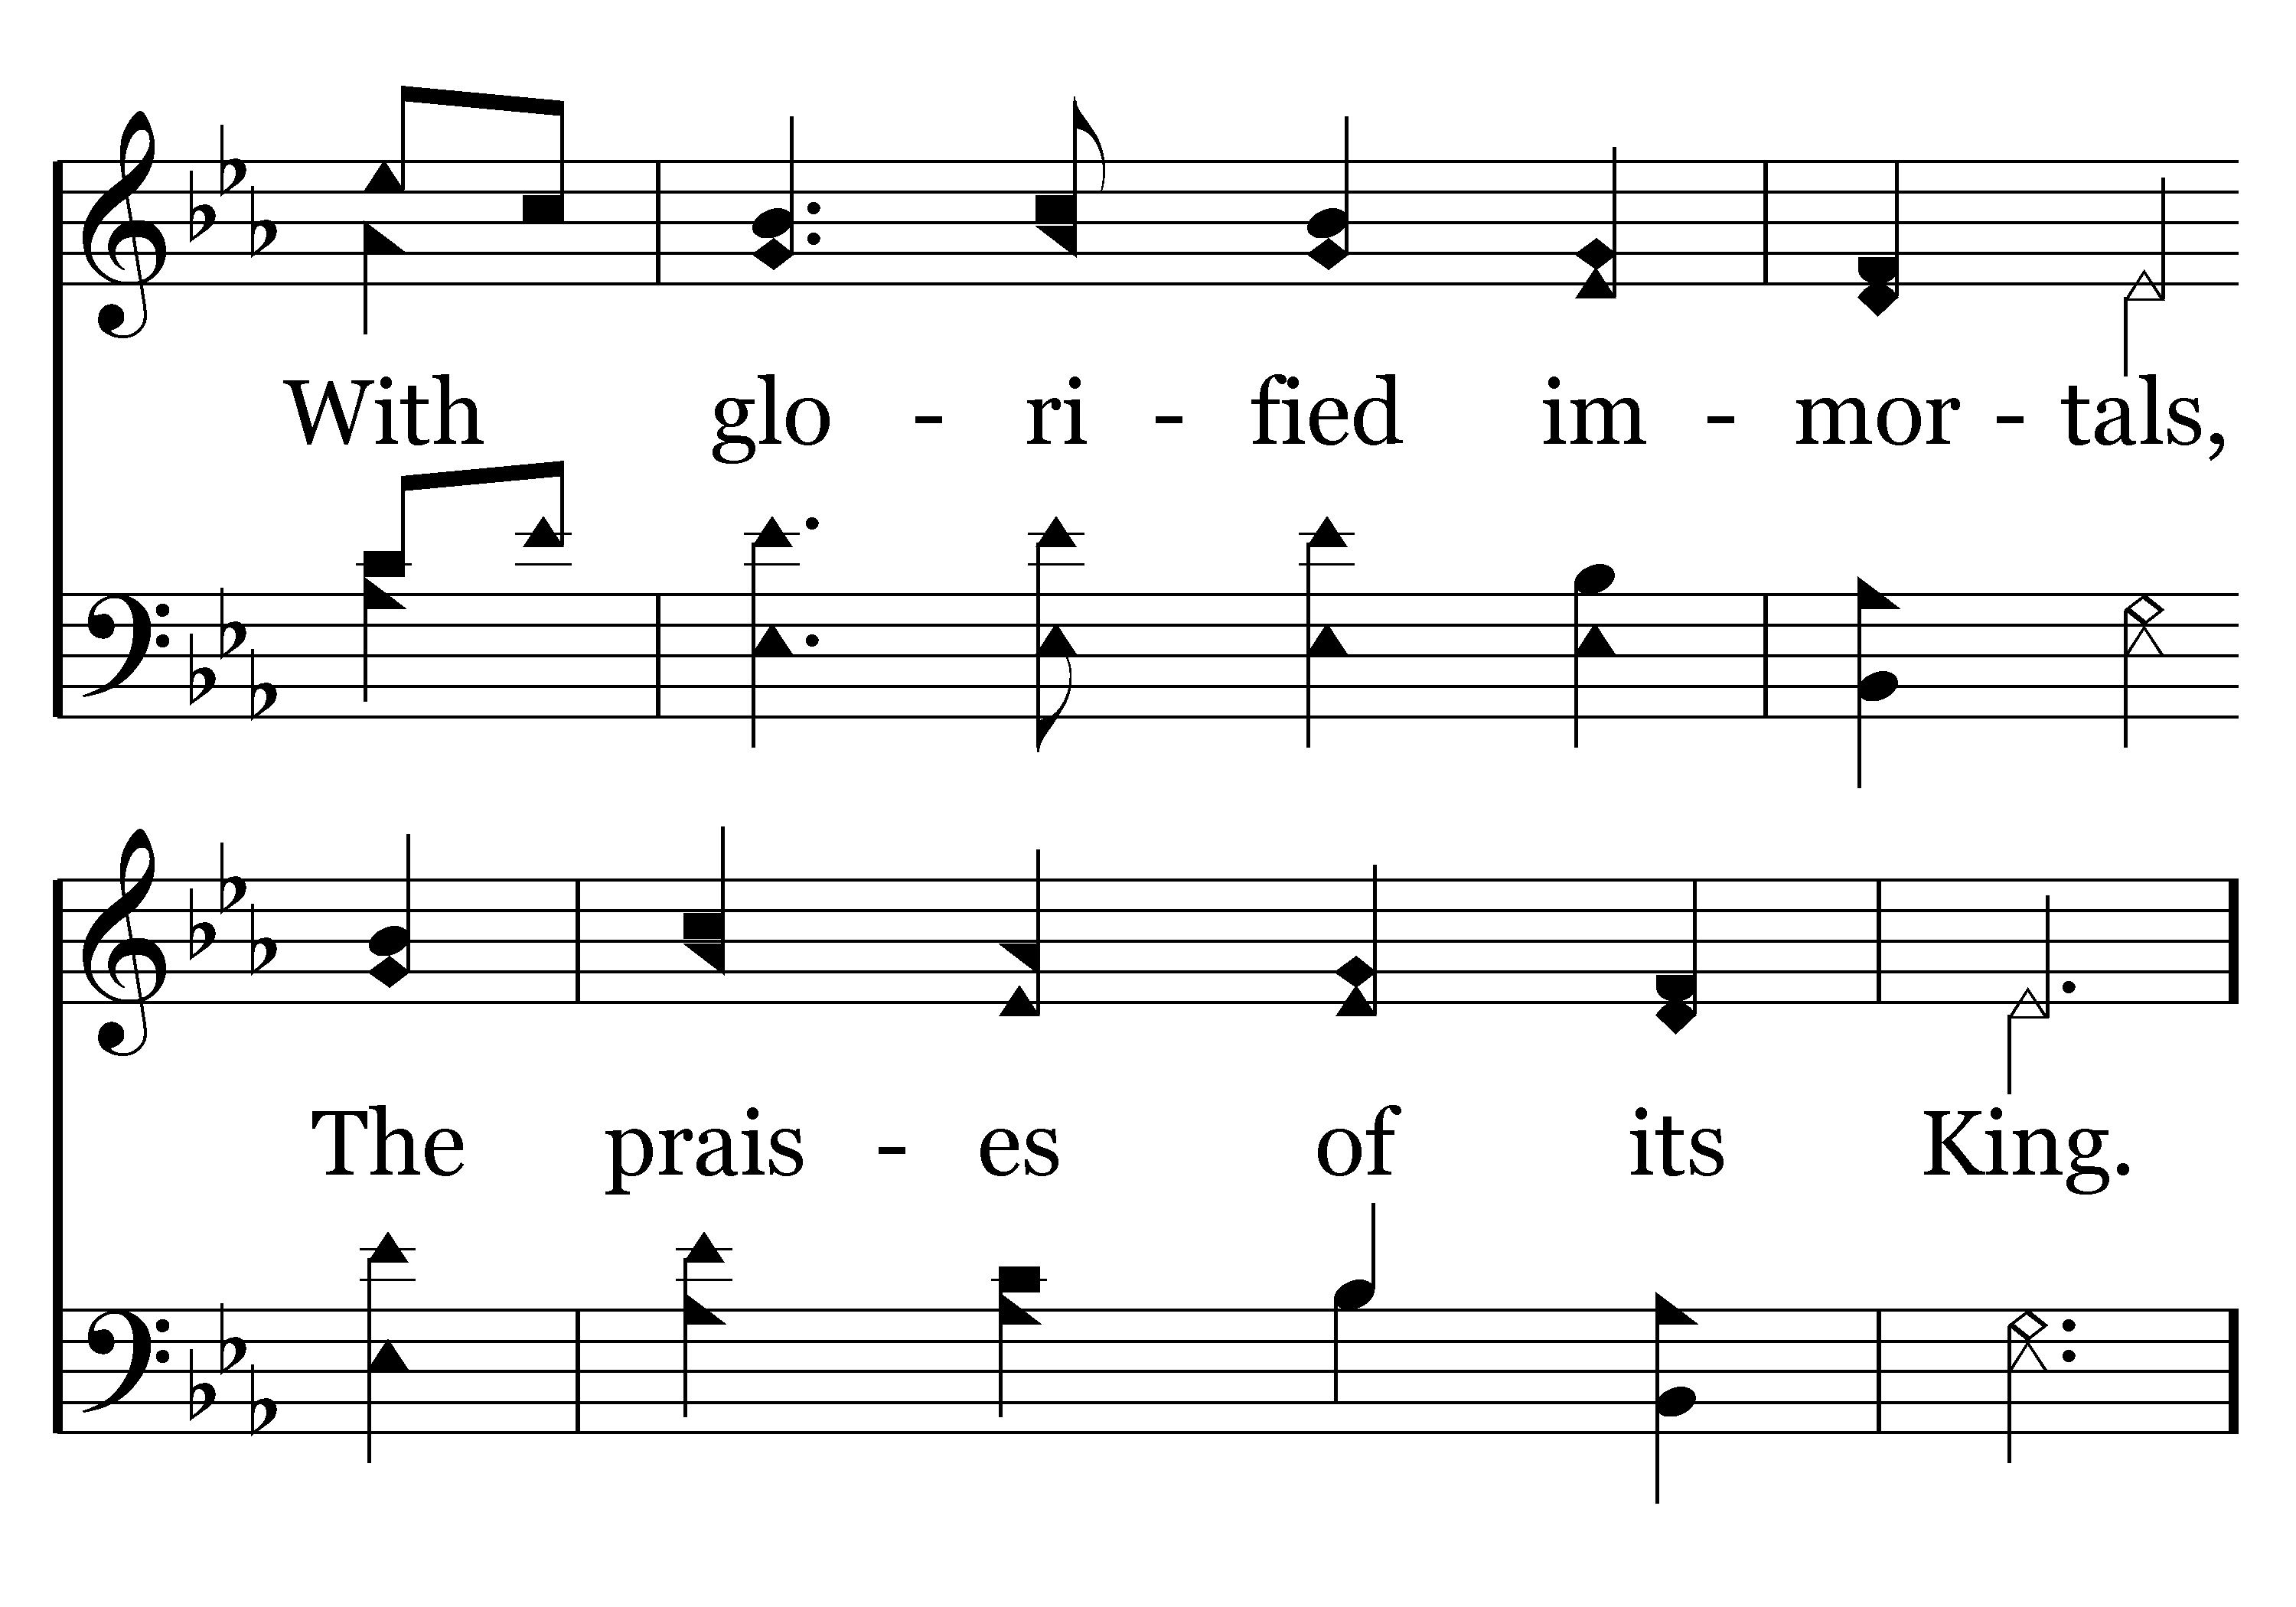 With glo - ri - fied im - mor - tals,
The prais - es of its King.